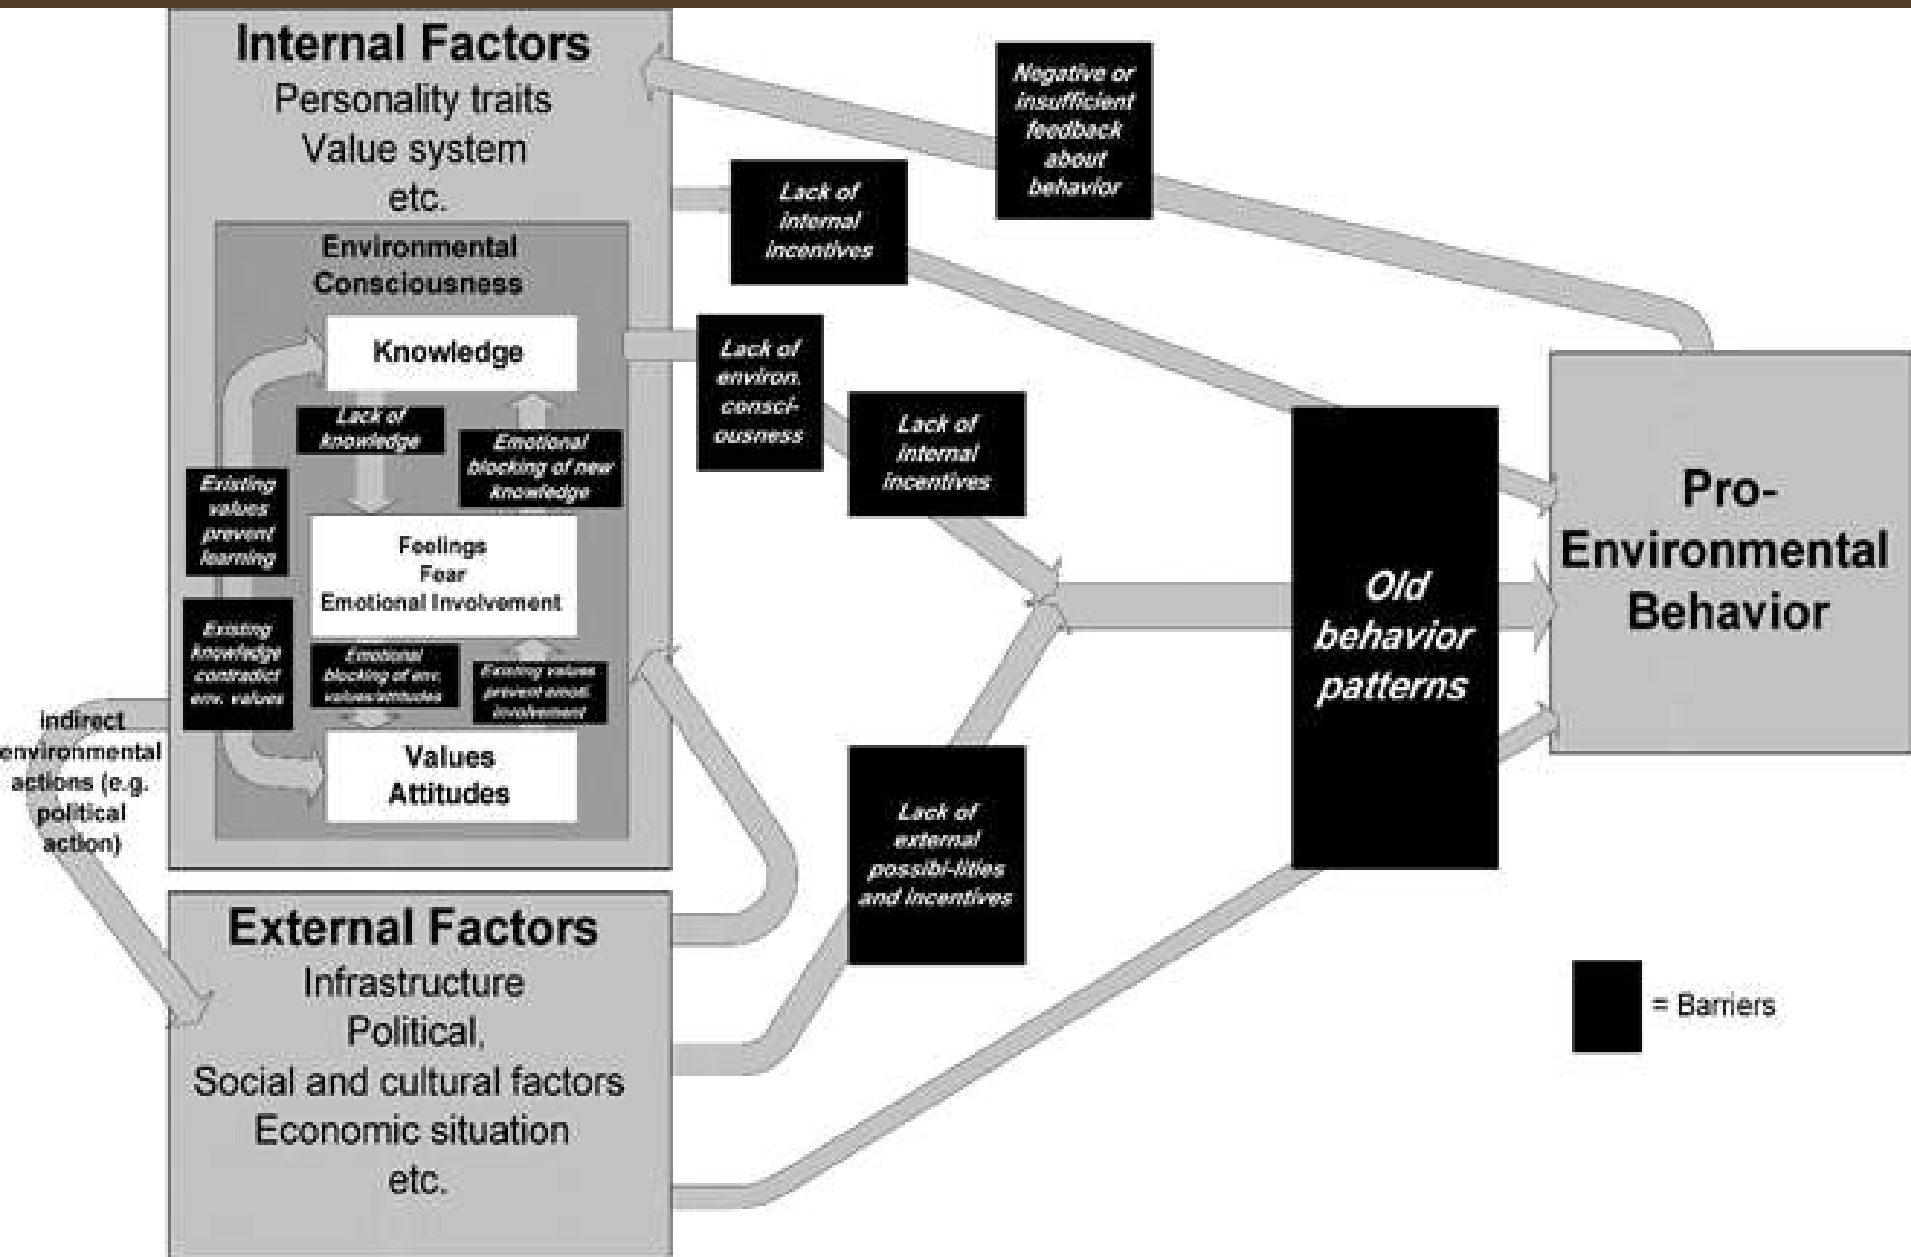 Internal Factors
Personality traits
Value system
etc.
Environmental
Consciousness
Knowledge
Lack of
knowledge
Emotional
blocking of new
knowledge
Existing
values
prevent
learning
Feelings
Fear
Emotional Involvement
Existing
knowledge
contradict
env. values
Emotional
blocking of env.
values/attitudes
Existing values
prevent emot.
involvement
Values
Attitudes
indirect
environmental
actions (e.g.
political
action)
External Factors
Infrastructure
Political,
Social and cultural factors
Economic situation
etc.
Negative or
insufficient
feedback
about
behavior
Lack of
internal
incentives
Lack of
environ.
consci-
ousness
Lack of
internal
incentives
Lack of
external
possibi-lities
and incentives
Old
behavior
patterns
Pro-
Environmental
Behavior
= Barriers